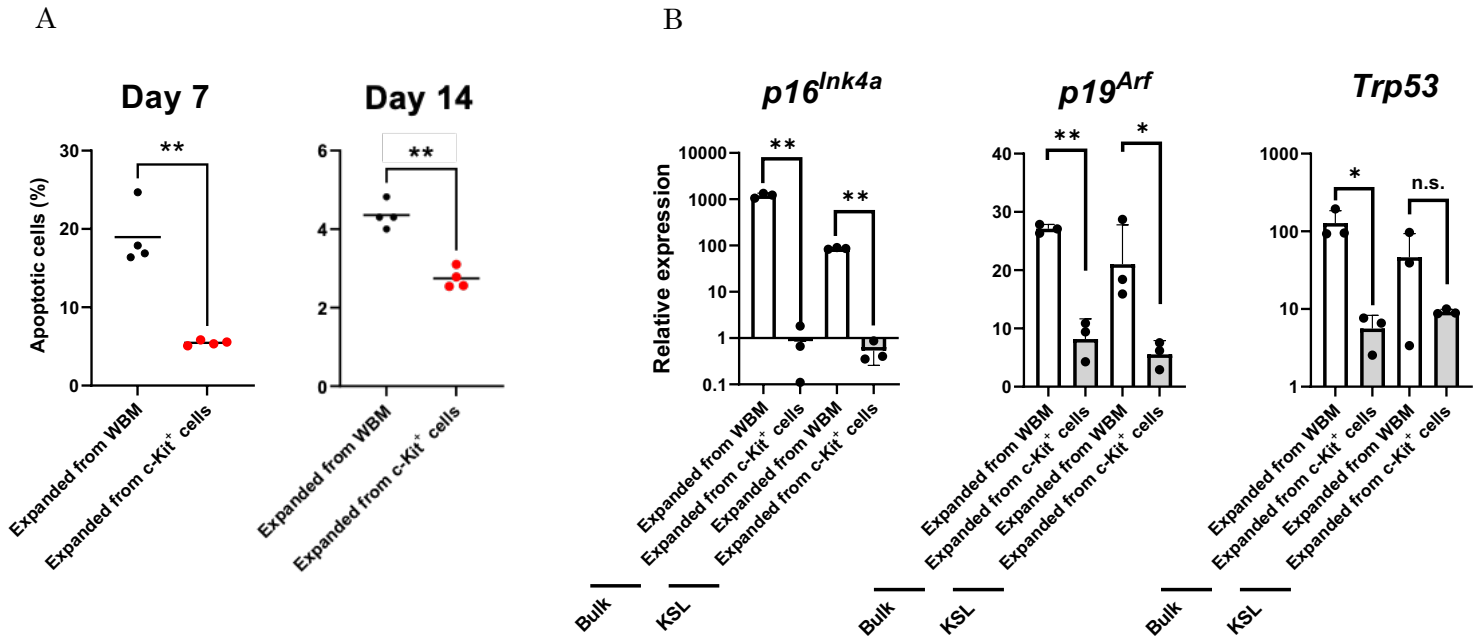 A
B
Day 7
Day 14
p16^Ink4a
p19^Arf
Trp53
Apoptotic cells (%)
30
20
10
0
**
6
4
2
0
**
Relative expression
10000
1000
100
10
1
0.1
**
**
40
30
20
10
0
**
*
1000
100
10
1
*
n.s.
Expanded from WBM
Expanded from c-Kit⁺ cells
Expanded from WBM
Expanded from c-Kit⁺ cells
Expanded from WBM
Expanded from c-Kit⁺ cells
Expanded from WBM
Expanded from c-Kit⁺ cells
Expanded from WBM
Expanded from c-Kit⁺ cells
Expanded from WBM
Expanded from c-Kit⁺ cells
Expanded from WBM
Expanded from c-Kit⁺ cells
Expanded from WBM
Expanded from c-Kit⁺ cells
Bulk
KSL
Bulk
KSL
Bulk
KSL